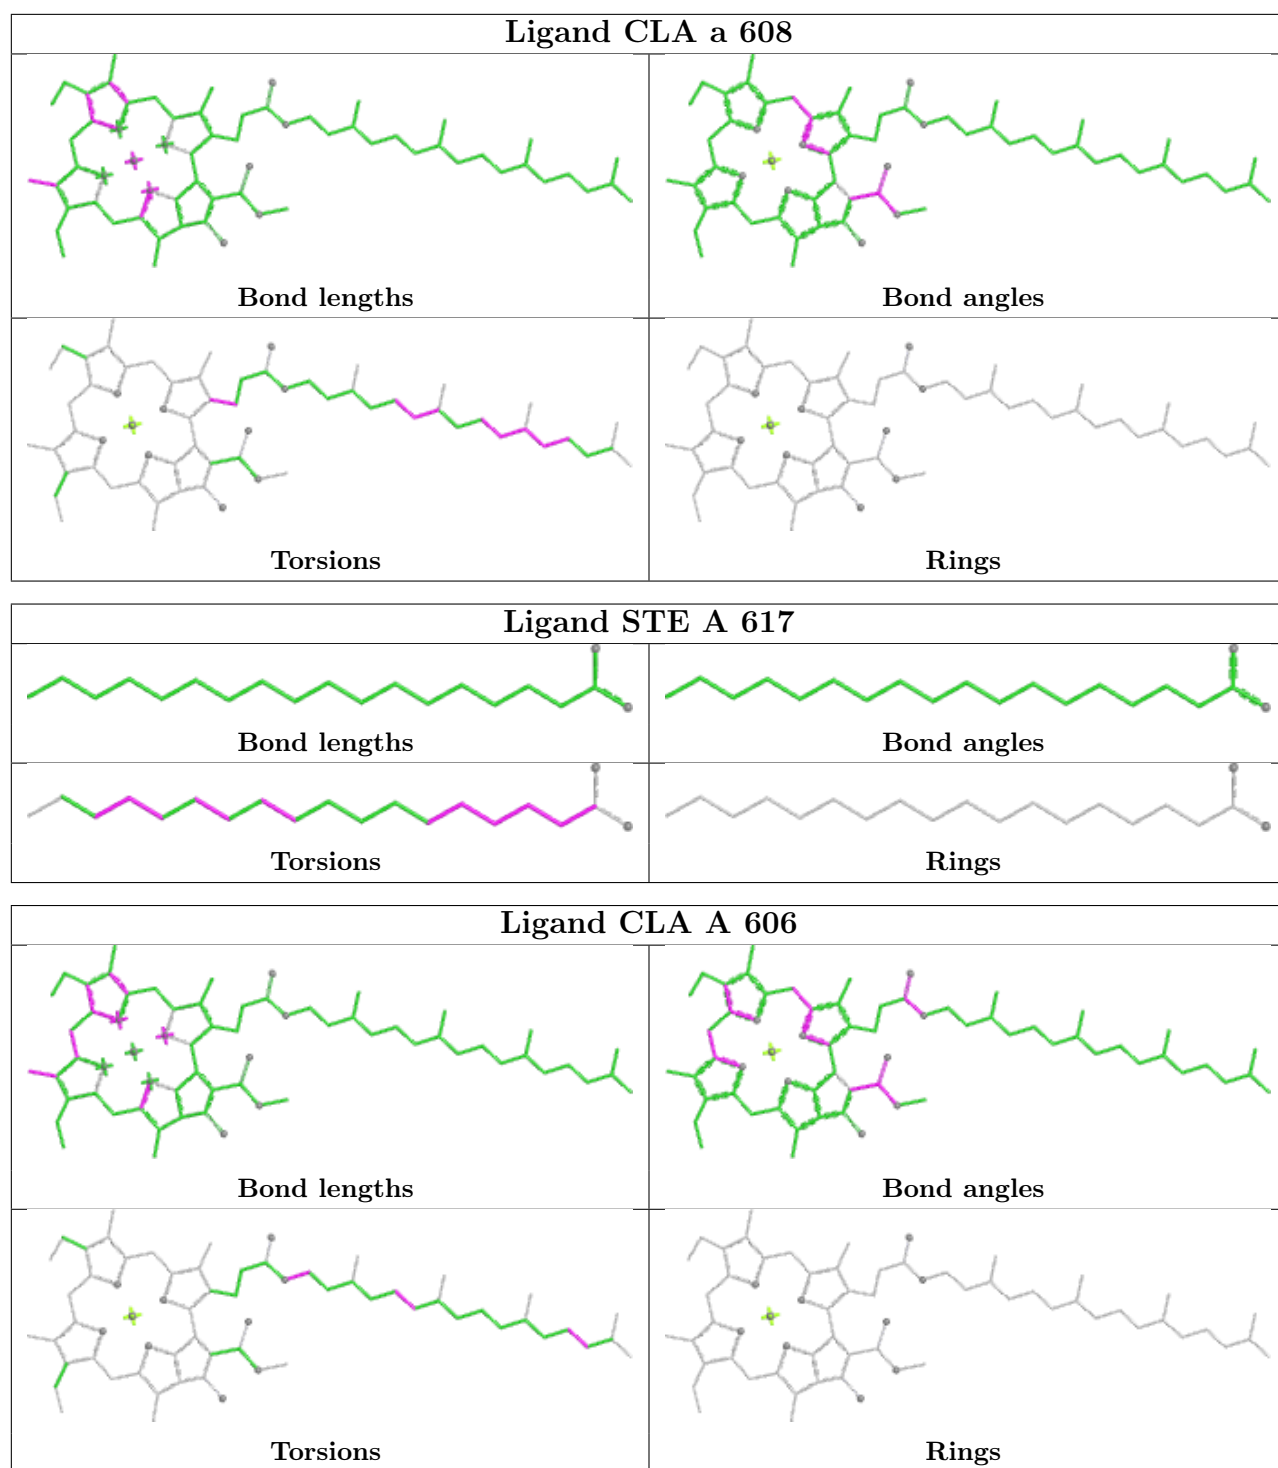 Ligand CLA a 608
Bond lengths
Bond angles
Torsions
Rings
Ligand STE A 617
Bond lengths
Bond angles
Torsions
Rings
Ligand CLA A 606
Bond lengths
Bond angles
Torsions
Rings